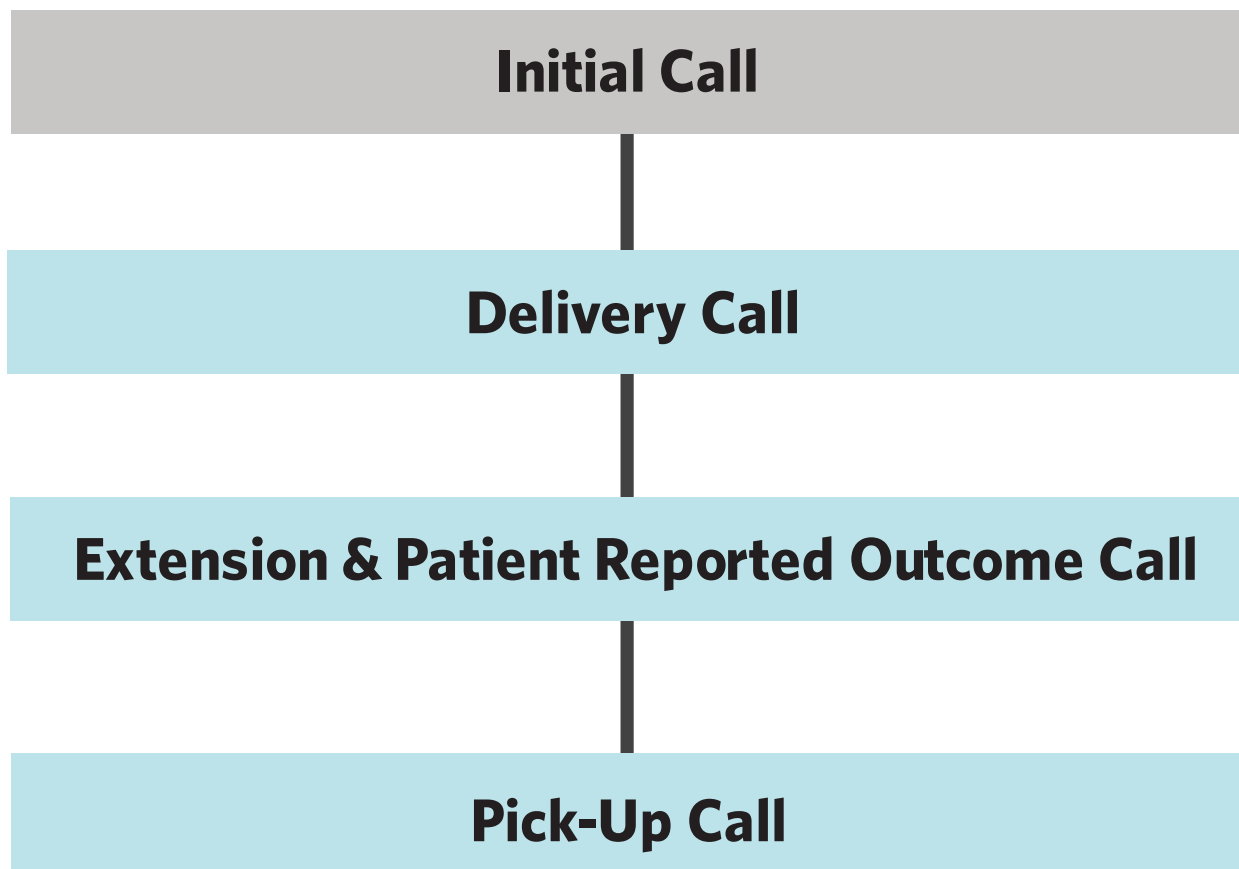 Initial Call
Delivery Call
Extension & Patient Reported Outcome Call
Pick-Up Call